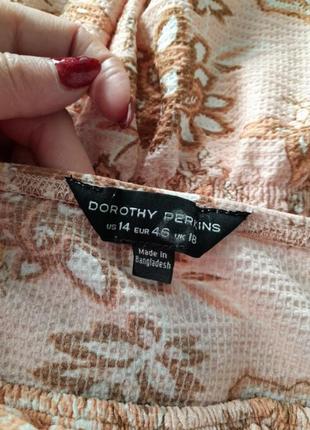 DOROTHY PERKINS
US 14 EUR 46 UK 18
Made in
Bangladesh